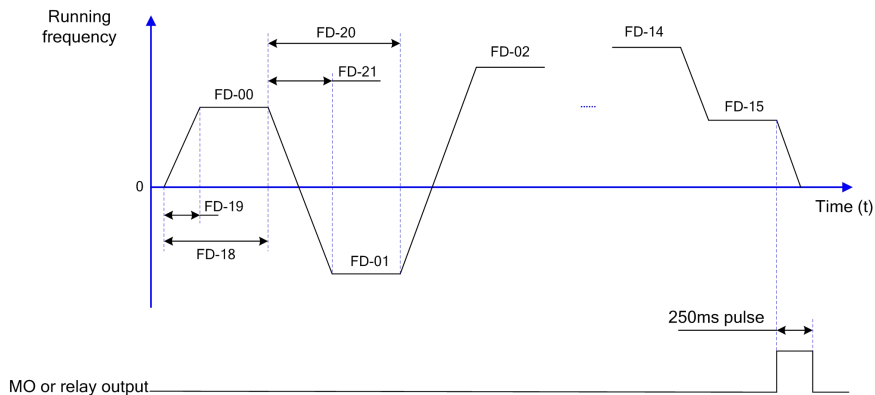 Running
frequency
FD-20
FD-14
FD-02
FD-21
FD-00
FD-15
0
FD-19
Time (t)
FD-18
FD-01
......
250ms pulse
MO or relay output